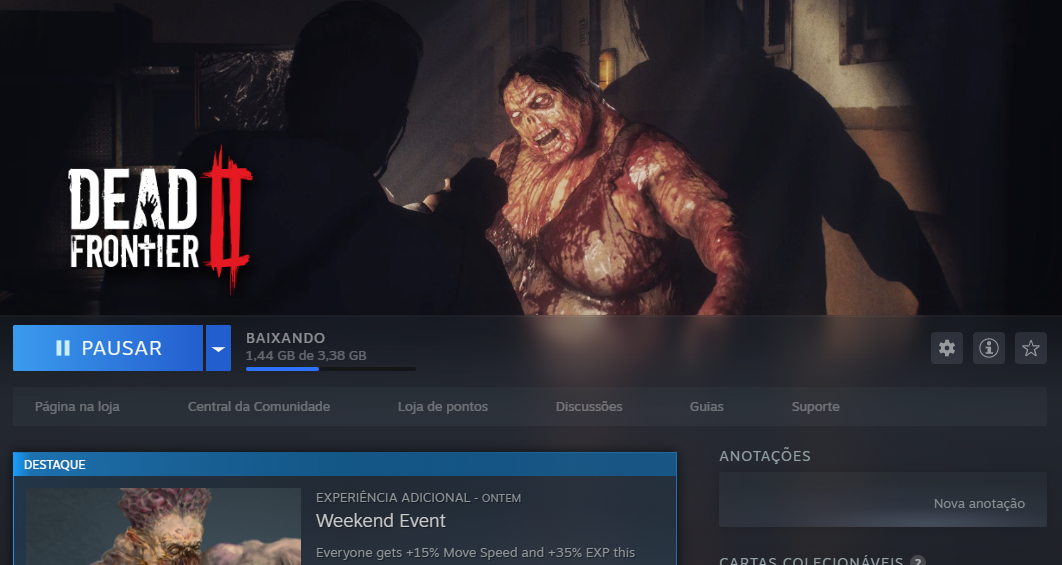 DEAD II
FRONTIER
PAUSAR
BAIXANDO
1,44 GB de 3,38 GB
Página na loja
Central da Comunidade
Loja de pontos
Discussões
Guias
Suporte
DESTAQUE
EXPERIÊNCIA ADICIONAL - ONTEM
Weekend Event
Everyone gets +15% Move Speed and +35% EXP this
ANOTAÇÕES
Nova anotação
CARTAS COLECIONÁVEIS ?